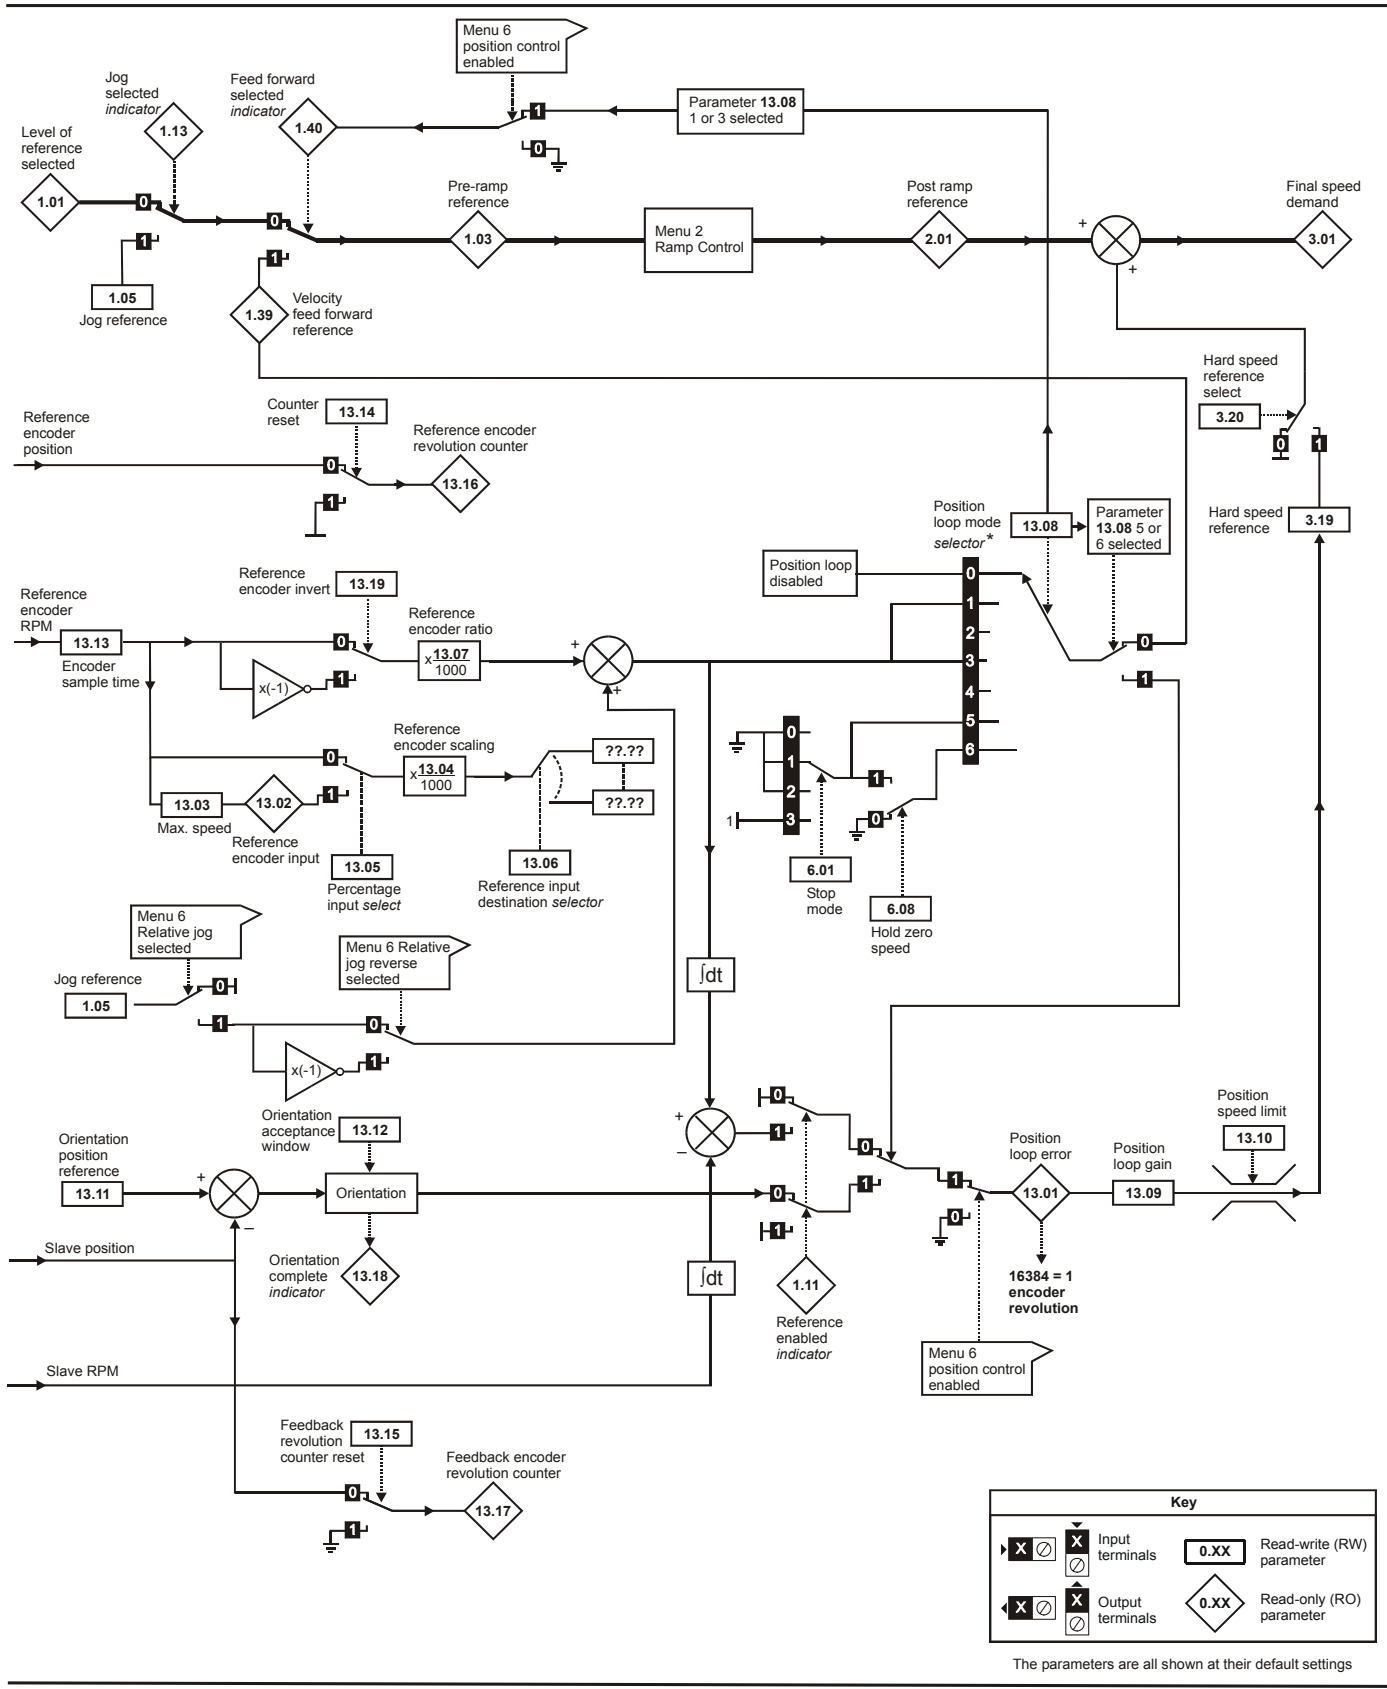 Menu 6
position control
enabled
Jog
selected
indicator
Feed forward
selected
indicator
Parameter 13.08
1 or 3 selected
1
0
1.13
1.40
Level of
reference
selected
1.01
0
1
0
1
Pre-ramp
reference
1.03
Menu 2
Ramp Control
Post ramp
reference
2.01
+
+
Final speed
demand
3.01
1.05
Jog reference
1.39
Velocity
feed forward
reference
Hard speed
reference
select
3.20
0
1
Hard speed
reference
3.19
Reference
encoder
position
Counter
reset
13.14
0
1
Reference encoder
revolution counter
13.16
Position
loop mode
selector*
13.08
Parameter
13.08 5 or
6 selected
Position loop
disabled
0
1
2
3
4
5
6
0
1
Reference
encoder
RPM
13.13
Encoder
sample time
Reference
encoder invert
13.19
0
1
x(-1)
Reference
encoder ratio
x13.07
1000
+
+
0
1
13.03
Max. speed
13.02
Reference
encoder input
13.05
Percentage
input select
Reference
encoder scaling
x13.04
1000
??.??
??.??
13.06
Reference input
destination selector
0
1
2
3
1
1
0
6.01
Stop
mode
6.08
Hold zero
speed
Menu 6
Relative jog
selected
Jog reference
1.05
0
1
Menu 6 Relative
jog reverse
selected
0
1
x(-1)
∫dt
Orientation
position
reference
13.11
+
−
Orientation
acceptance
window
13.12
Orientation
Orientation
complete
indicator
13.18
+
−
0
1
0
1
0
1
1.11
Reference
enabled
indicator
1
0
Menu 6
position control
enabled
Position
loop error
13.01
16384 = 1
encoder
revolution
Position
loop gain
13.09
Position
speed limit
13.10
Slave position
∫dt
Slave RPM
Feedback
revolution
counter reset
13.15
0
1
Feedback encoder
revolution counter
13.17
Key
X
X
Input
terminals
0.XX
Read-write (RW)
parameter
X
X
Output
terminals
0.XX
Read-only (RO)
parameter
The parameters are all shown at their default settings